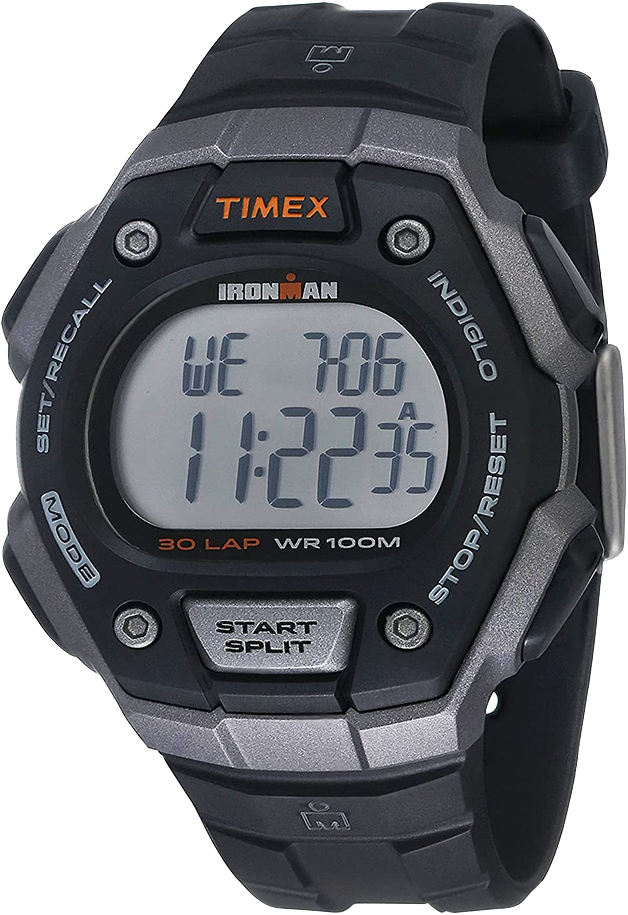 TIMEX
IRONMAN
SET/RECALL
INDIGLO
WE 7-06
A
11:22 35
MODE
STOP/RESET
30 LAP WR 100M
START
SPLIT